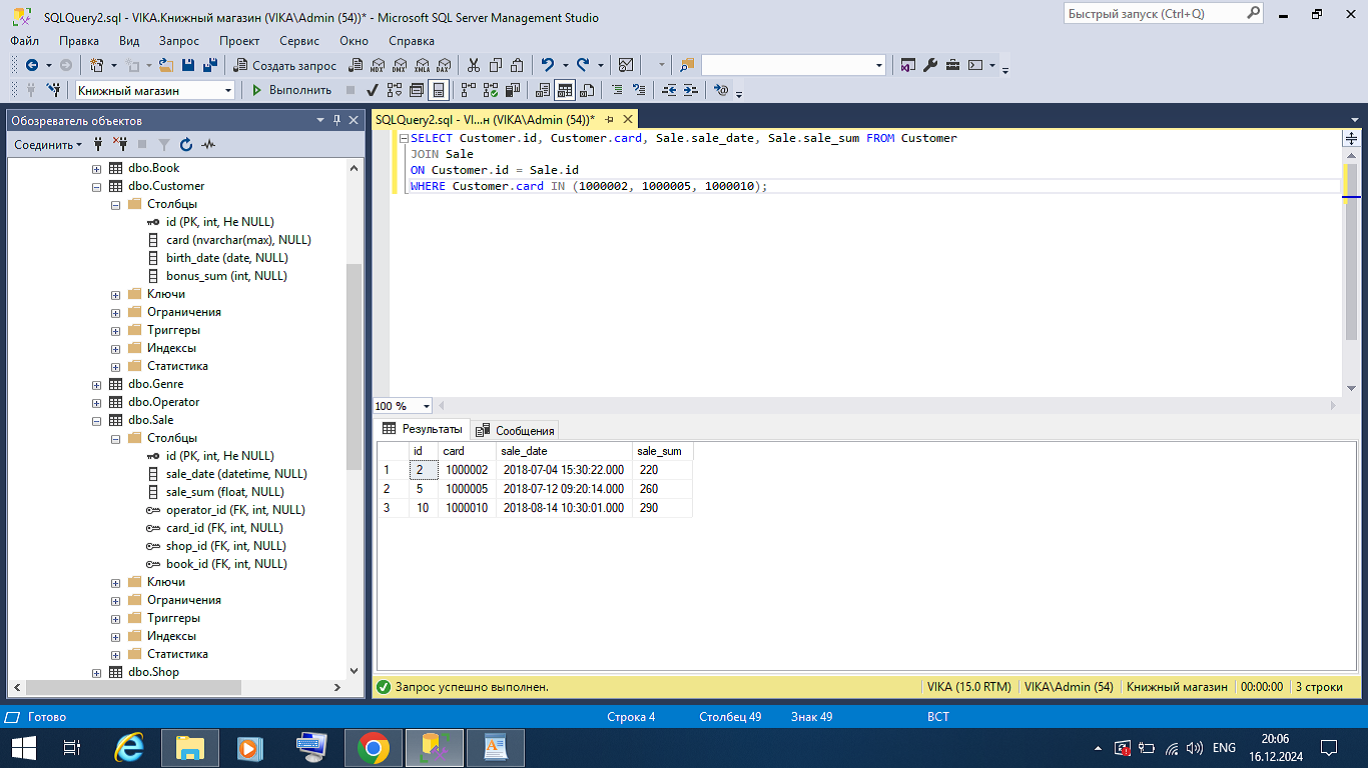 SQLQuery2.sql - VIKA.Книжный магазин (VIKA\Admin (54))* - Microsoft SQL Server Management Studio
Быстрый запуск (Ctrl+Q)
Файл Правка Вид Запрос Проект Сервис Окно Справка
Создать запрос MDX DMX XMLA DAX
Книжный магазин Выполнить
Обозреватель объектов
SQLQuery2.sql - VI...н (VIKA\Admin (54))*
Соединить
dbo.Book
dbo.Customer
Столбцы
id (PK, int, Не NULL)
card (nvarchar(max), NULL)
birth_date (date, NULL)
bonus_sum (int, NULL)
Ключи
Ограничения
Триггеры
Индексы
Статистика
dbo.Genre
dbo.Operator
dbo.Sale
Столбцы
id (PK, int, Не NULL)
sale_date (datetime, NULL)
sale_sum (float, NULL)
operator_id (FK, int, NULL)
card_id (FK, int, NULL)
shop_id (FK, int, NULL)
book_id (FK, int, NULL)
Ключи
Ограничения
Триггеры
Индексы
Статистика
dbo.Shop
SELECT Customer.id, Customer.card, Sale.sale_date, Sale.sale_sum FROM Customer
JOIN Sale
ON Customer.id = Sale.id
WHERE Customer.card IN (1000002, 1000005, 1000010);
100 %
Результаты Сообщения
id card sale_date sale_sum
1 2 1000002 2018-07-04 15:30:22.000 220
2 5 1000005 2018-07-12 09:20:14.000 260
3 10 1000010 2018-08-14 10:30:01.000 290
Запрос успешно выполнен. VIKA (15.0 RTM) VIKA\Admin (54) Книжный магазин 00:00:00 3 строки
Готово Строка 4 Столбец 49 Знак 49 ВСТ
ENG
20:06
16.12.2024